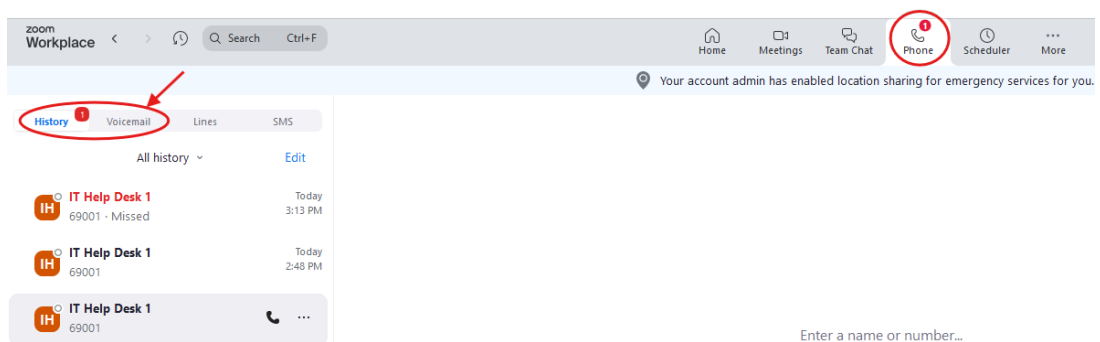 zoom
Workplace
Search Ctrl+F
Home
Meetings
Team Chat
1
Phone
Scheduler
More
Your account admin has enabled location sharing for emergency services for you.
History 1 Voicemail Lines SMS
All history Edit
IH
IT Help Desk 1 Today
69001 · Missed 3:13 PM
IH
IT Help Desk 1 Today
69001 2:48 PM
IH
IT Help Desk 1
69001
Enter a name or number...